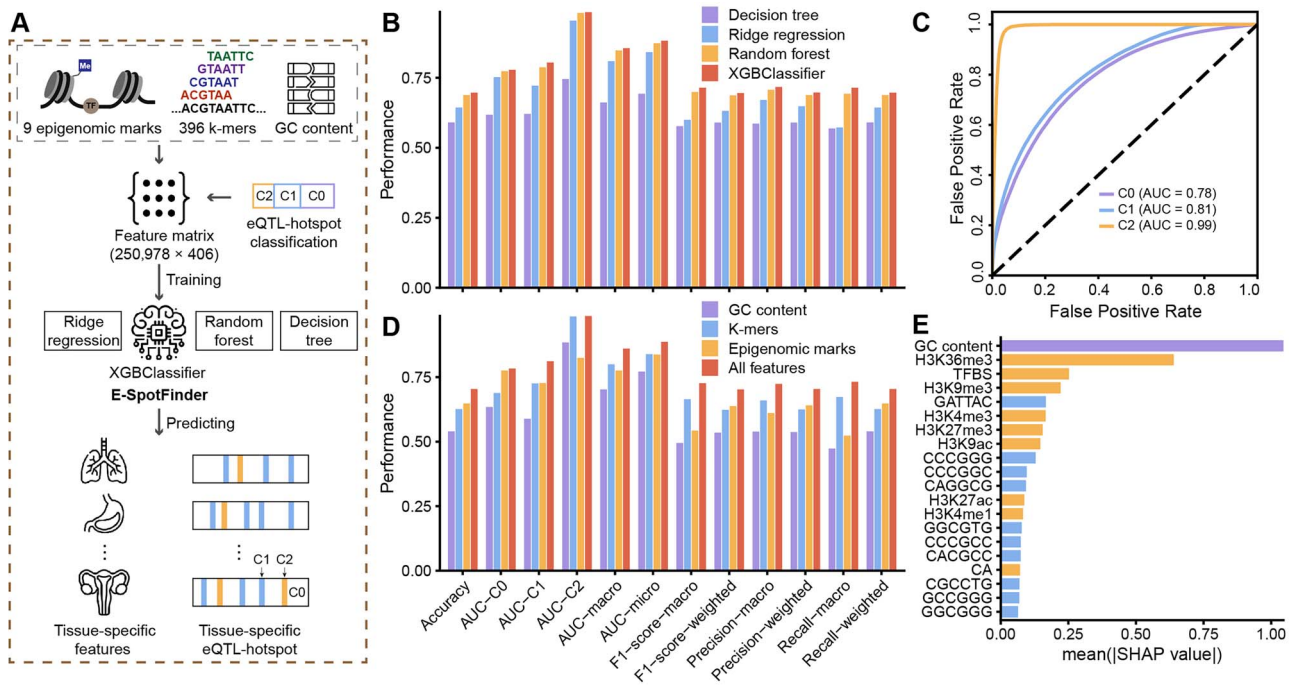 A
Me
TF
TAATTC
GTAATT
CGTAAT
ACGTAA
...ACGTAATTC...
9 epigenomic marks
396 k-mers
GC content
Feature matrix
(250,978 × 406)
C2 C1 C0
eQTL-hotspot
classification
Training
Ridge
regression
Random
forest
Decision
tree
XGBClassifier
E-SpotFinder
Predicting
C1 C2
C0
Tissue-specific
features
Tissue-specific
eQTL-hotspot
B
Decision tree
Ridge regression
Random forest
XGBClassifier
Performance
0.75
0.50
0.25
0.00
C
False Positive Rate
1.0
0.8
0.6
0.4
0.2
0.0
C0 (AUC = 0.78)
C1 (AUC = 0.81)
C2 (AUC = 0.99)
0.0 0.2 0.4 0.6 0.8 1.0
False Positive Rate
D
GC content
K-mers
Epigenomic marks
All features
Performance
0.75
0.50
0.25
0.00
Accuracy
AUC−C0
AUC−C1
AUC−C2
AUC−macro
AUC−micro
F1−score−macro
F1−score−weighted
Precision−macro
Precision−weighted
Recall−macro
Recall−weighted
E
GC content
H3K36me3
TFBS
H3K9me3
GATTAC
H3K4me3
H3K27me3
H3K9ac
CCCGGG
CCCGGC
CAGGCG
H3K27ac
H3K4me1
GGCGTG
CCCGCC
CACGCC
CA
CGCCTG
GCCGGG
GGCGGG
0.00 0.25 0.50 0.75 1.00
mean(|SHAP value|)